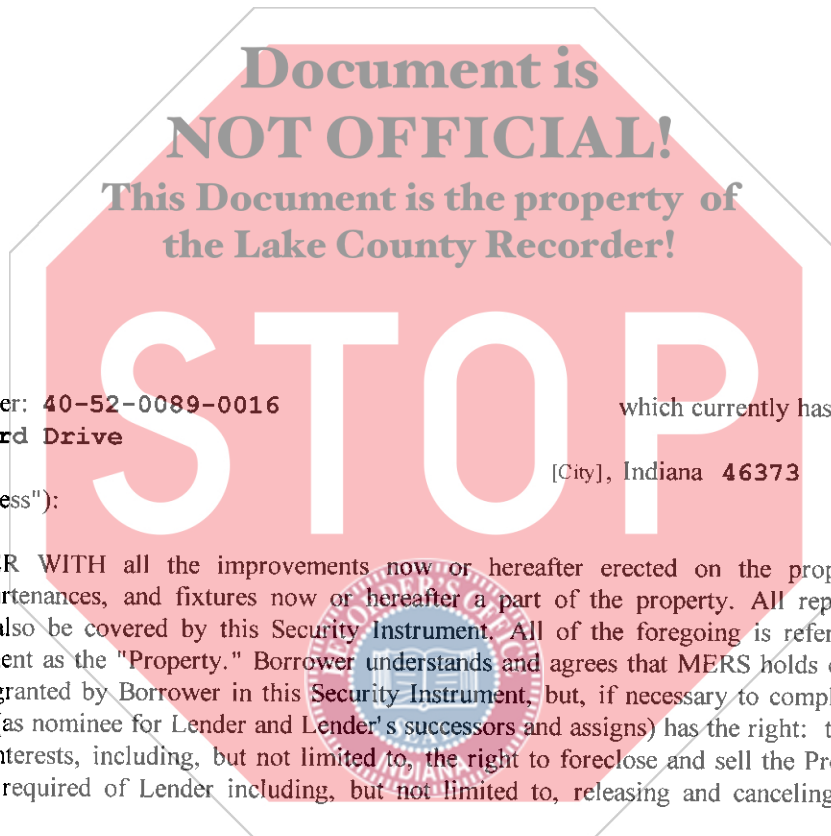 Document is
NOT OFFICIAL!
This Document is the property of
the Lake County Recorder!
STOP
er: 40-52-0089-0016 which currently has
rd Drive
[City], Indiana 46373
ess"):
ER WITH all the improvements now or hereafter erected on the prop
rtenances, and fixtures now or hereafter a part of the property. All rep
also be covered by this Security Instrument. All of the foregoing is refer
ent as the "Property." Borrower understands and agrees that MERS holds
granted by Borrower in this Security Instrument, but, if necessary to compl
(as nominee for Lender and Lender's successors and assigns) has the right: t
nterests, including, but not limited to, the right to foreclose and sell the Pro
required of Lender including, but not limited to, releasing and canceling
SEAL
INDIANA